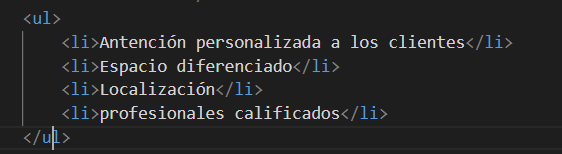 <ul>
<li>Antención personalizada a los clientes</li>
<li>Espacio diferenciado</li>
<li>Localización</li>
<li>profesionales calificados</li>
</ul>